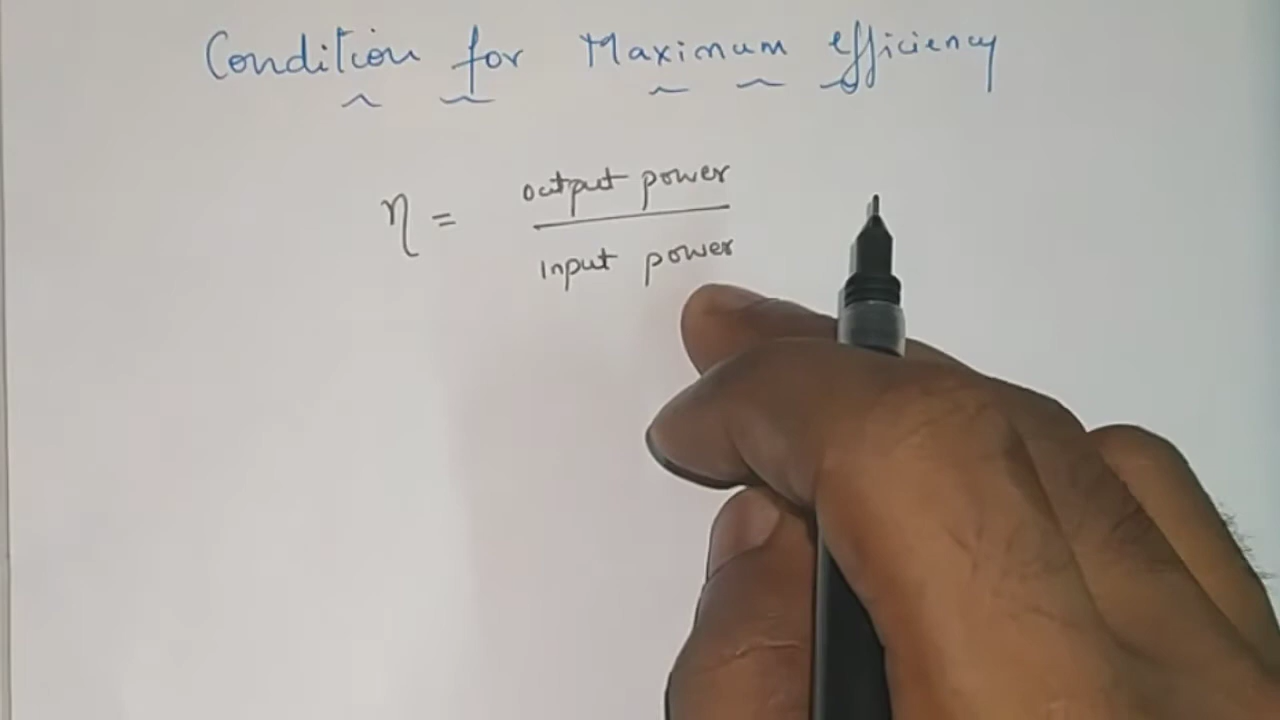 Condition for Maximum efficiency
η = output power
input power